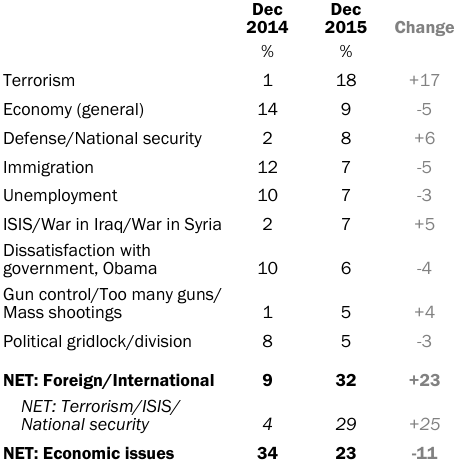 Dec Dec
2014 2015 Change
% %
Terrorism 1 18 +17
Economy (general) 14 9 -5
Defense/National security 2 8 +6
Immigration 12 7 -5
Unemployment 10 7 -3
ISIS/War in Iraq/War in Syria 2 7 +5
Dissatisfaction with
government, Obama 10 6 -4
Gun control/Too many guns/
Mass shootings 1 5 +4
Political gridlock/division 8 5 -3
NET: Foreign/International 9 32 +23
NET: Terrorism/ISIS/
National security 4 29 +25
NET: Economic issues 34 23 -11